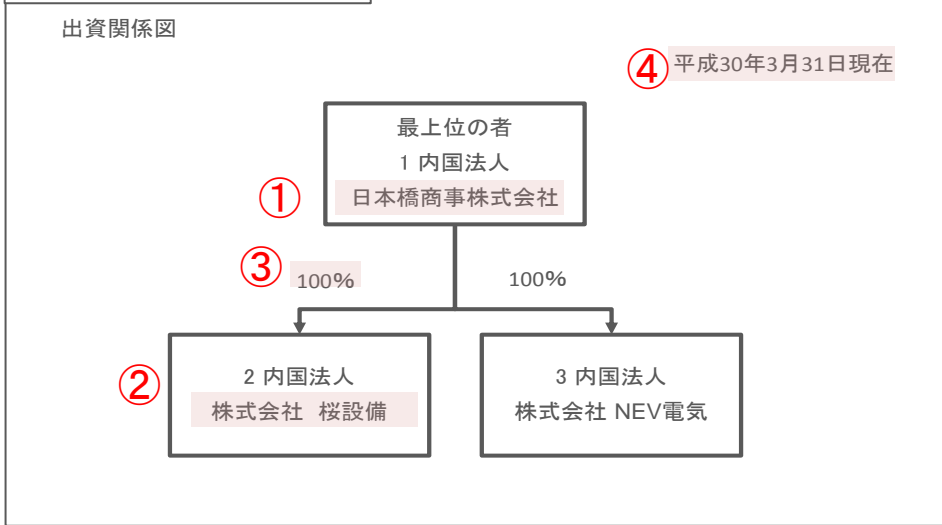 出資関係図
④ 平成30年3月31日現在
最上位の者
1 内国法人
① 日本橋商事株式会社
③ 100% 100%
2 内国法人
② 株式会社 桜設備
3 内国法人
株式会社 NEV電気